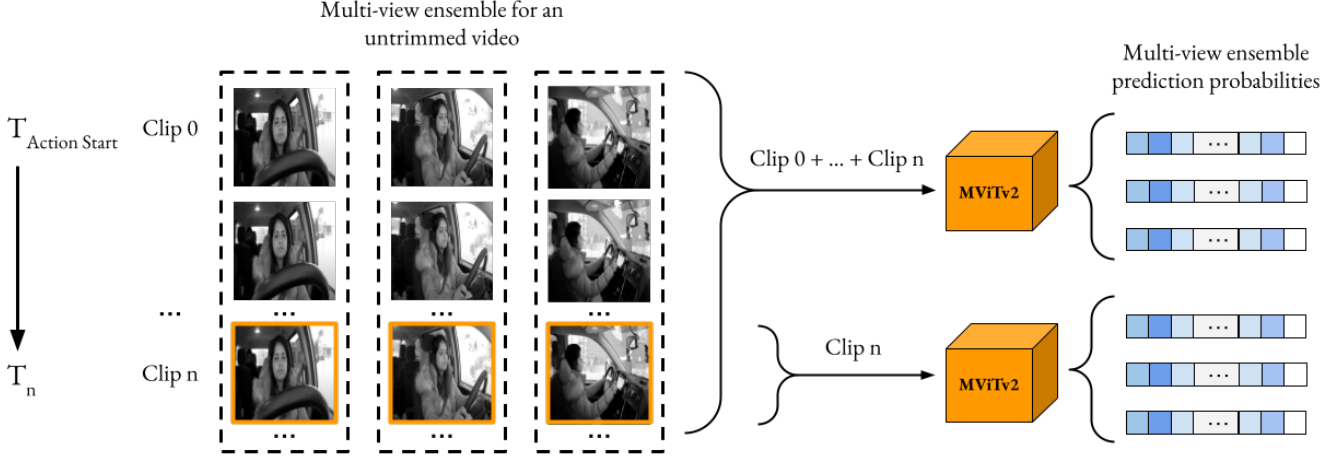 Multi-view ensemble for an
untrimmed video
Multi-view ensemble
prediction probabilities
T Action Start
Clip 0
Clip 0 + ... + Clip n
MViTv2
...
...
...
...
...
...
...
T n
Clip n
Clip n
MViTv2
...
...
...
...
...
...